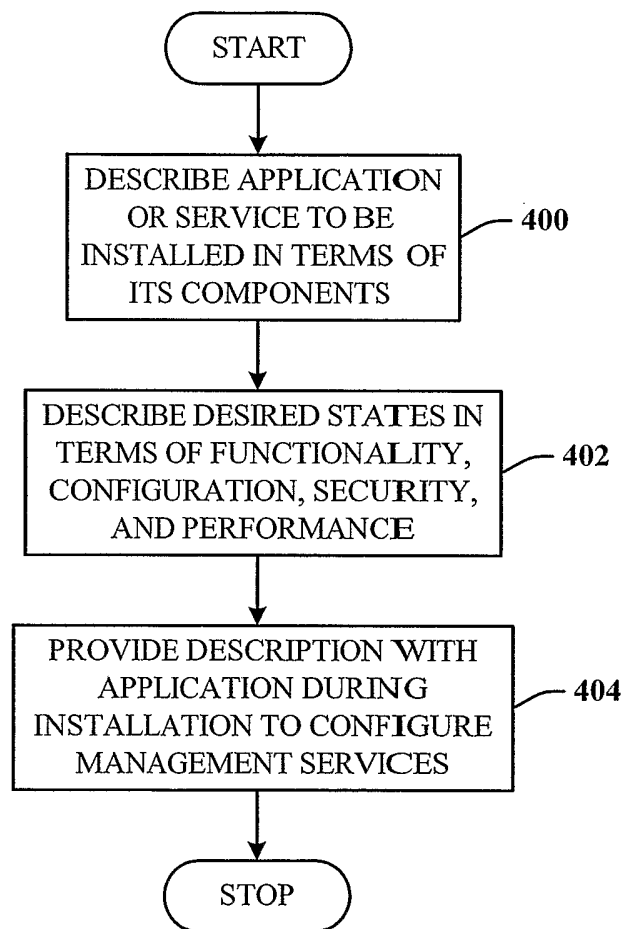 START
DESCRIBE APPLICATION
OR SERVICE TO BE
INSTALLED IN TERMS OF
ITS COMPONENTS
400
DESCRIBE DESIRED STATES IN
TERMS OF FUNCTIONALITY,
CONFIGURATION, SECURITY,
AND PERFORMANCE
402
PROVIDE DESCRIPTION WITH
APPLICATION DURING
INSTALLATION TO CONFIGURE
MANAGEMENT SERVICES
404
STOP